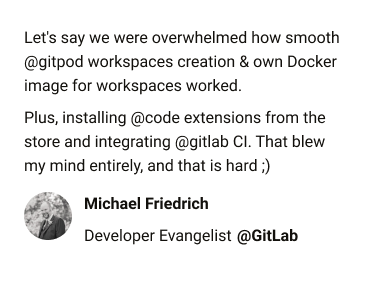 Let's say we were overwhelmed how smooth
@gitpod workspaces creation & own Docker
image for workspaces worked.
Plus, installing @code extensions from the
store and integrating @gitlab CI. That blew
my mind entirely, and that is hard ;)
Michael Friedrich
Developer Evangelist @GitLab